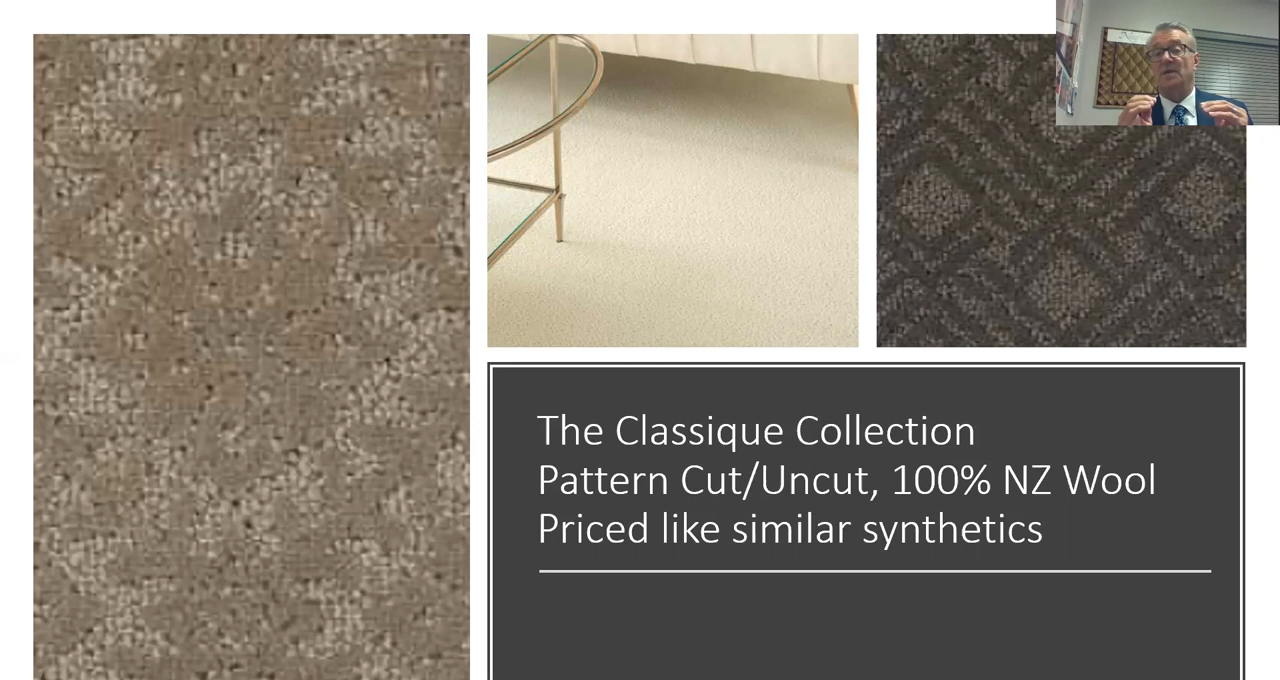 The Classique Collection
Pattern Cut/Uncut, 100% NZ Wool
Priced like similar synthetics